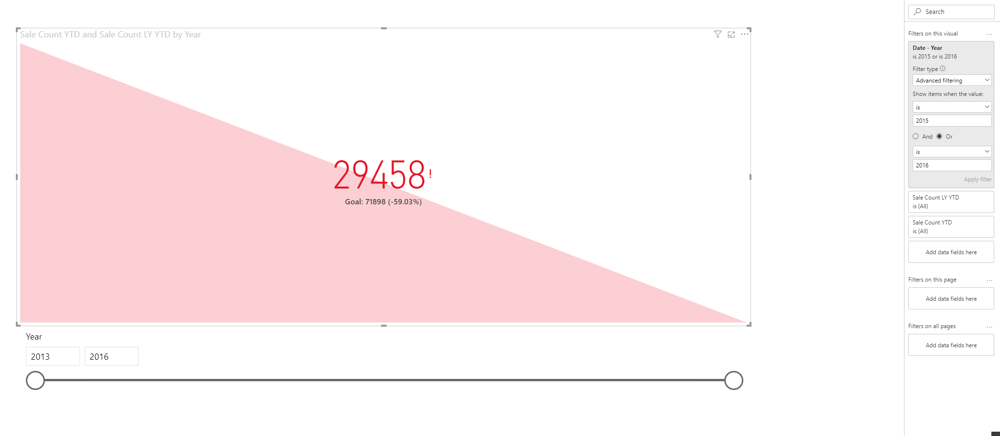 Sale Count YTD and Sale Count LY YTD by Year
29458!
Goal: 71898 (-59.03%)
Year
2013
2016
Search
Filters on this visual
Date - Year
is 2015 or is 2016
Filter type
Advanced filtering
Show items when the value:
is
2015
And Or
is
2016
Apply filter
Sale Count LY YTD
is (All)
Sale Count YTD
is (All)
Add data fields here
Filters on this page
Add data fields here
Filters on all pages
Add data fields here